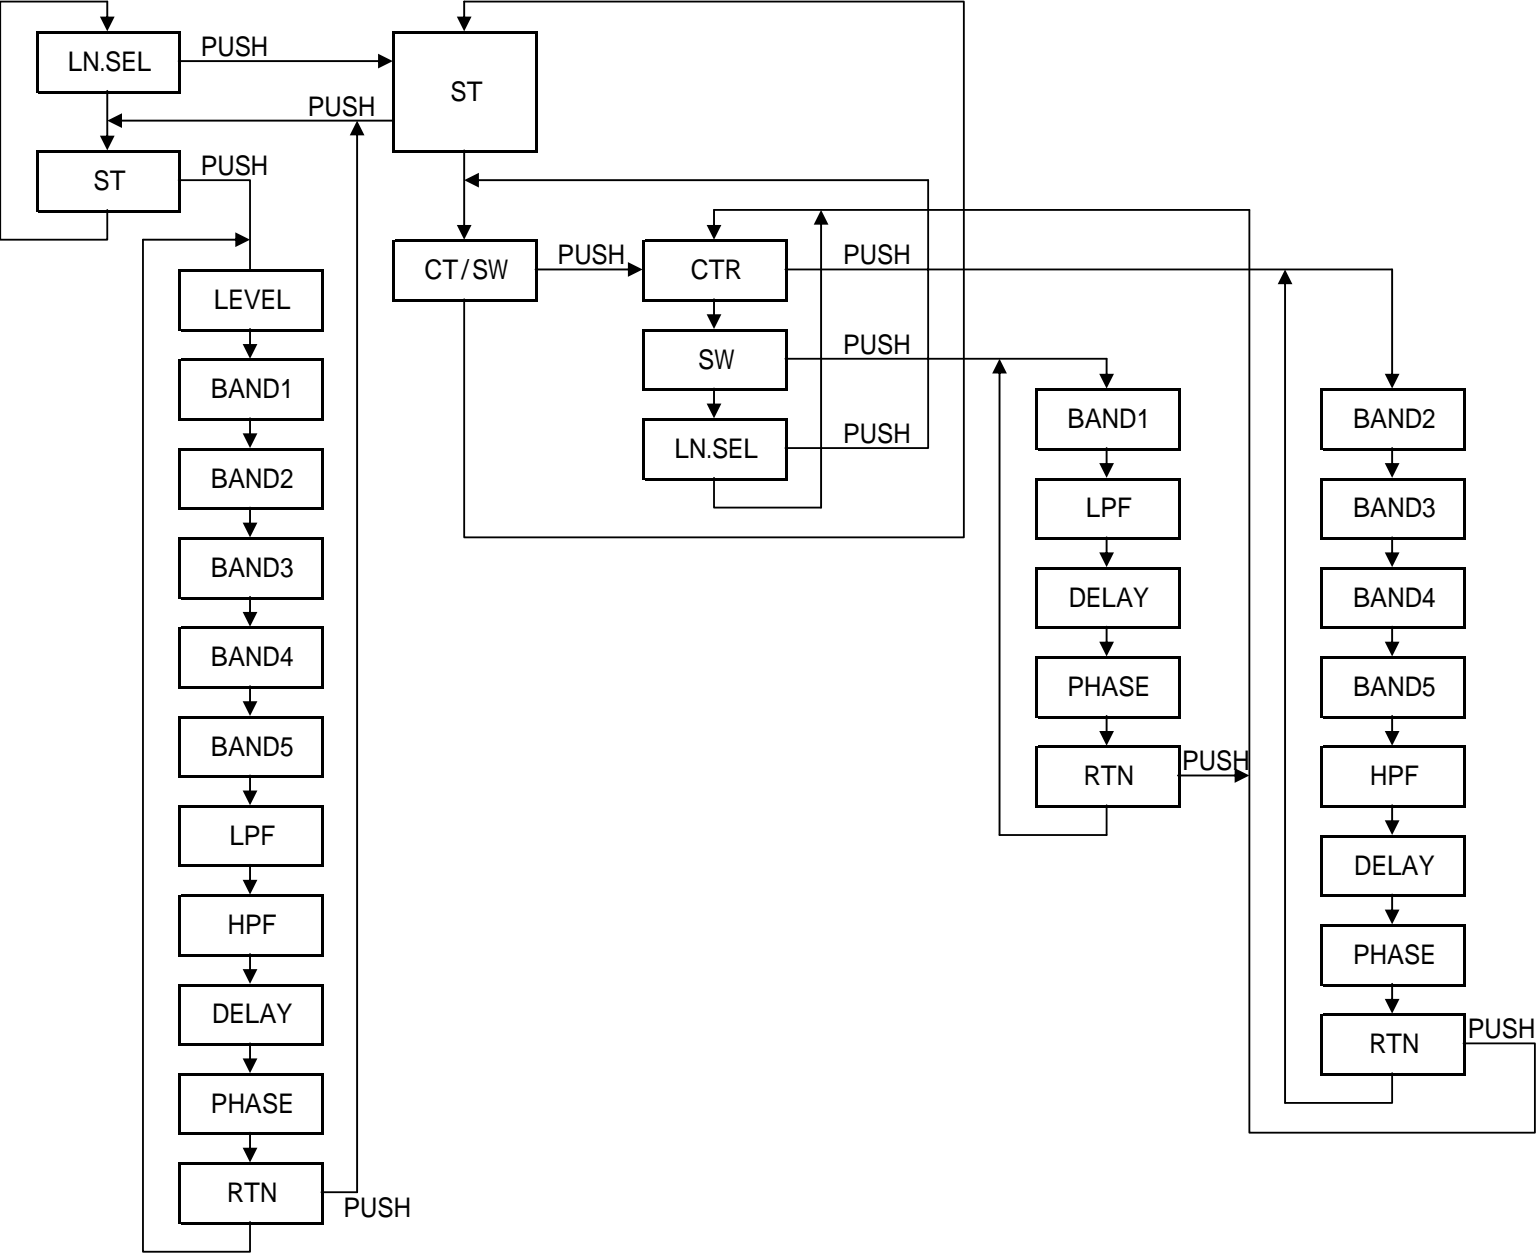 LN.SEL
PUSH
ST
PUSH
ST
PUSH
LEVEL
BAND1
BAND2
BAND3
BAND4
BAND5
LPF
HPF
DELAY
PHASE
RTN
PUSH
CT/SW
PUSH
CTR
PUSH
SW
PUSH
LN.SEL
PUSH
BAND1
LPF
DELAY
PHASE
RTN
PUSH
BAND2
BAND3
BAND4
BAND5
HPF
DELAY
PHASE
RTN
PUSH